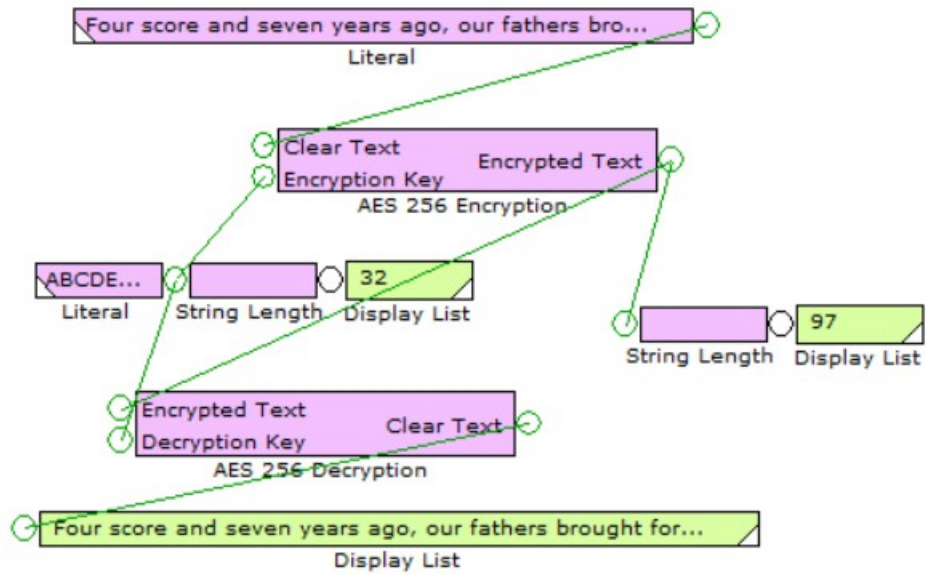 Four score and seven years ago, our fathers bro...
Literal
Clear Text
Encrypted Text
Encryption Key
AES 256 Encryption
ABCDE...
32
Literal
String Length
Display List
97
String Length
Display List
Encrypted Text
Clear Text
Decryption Key
AES 256 Decryption
Four score and seven years ago, our fathers brought for...
Display List